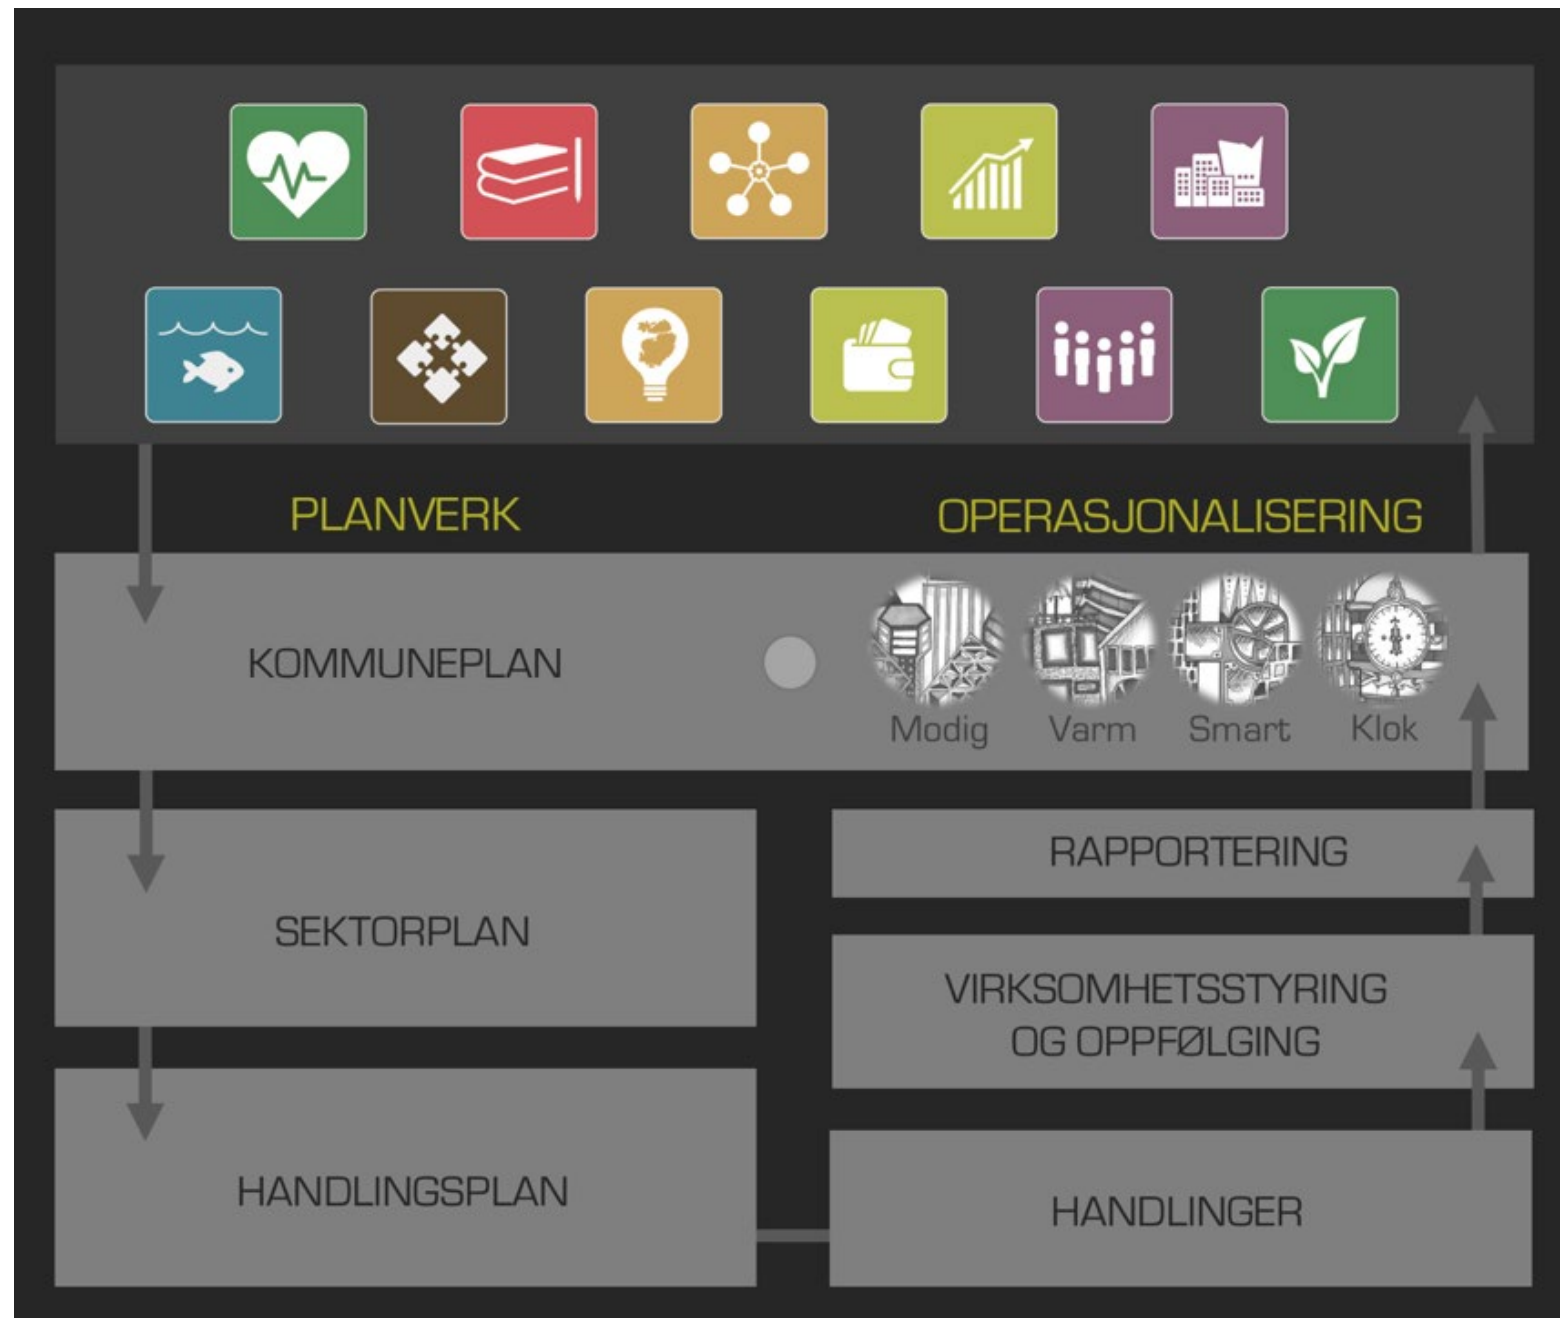 PLANVERK
OPERASJONALISERING
KOMMUNEPLAN
Modig
Varm
Smart
Klok
SEKTORPLAN
HANDLINGSPLAN
RAPPORTERING
VIRKSOMHETSSTYRING
OG OPPFØLGING
HANDLINGER